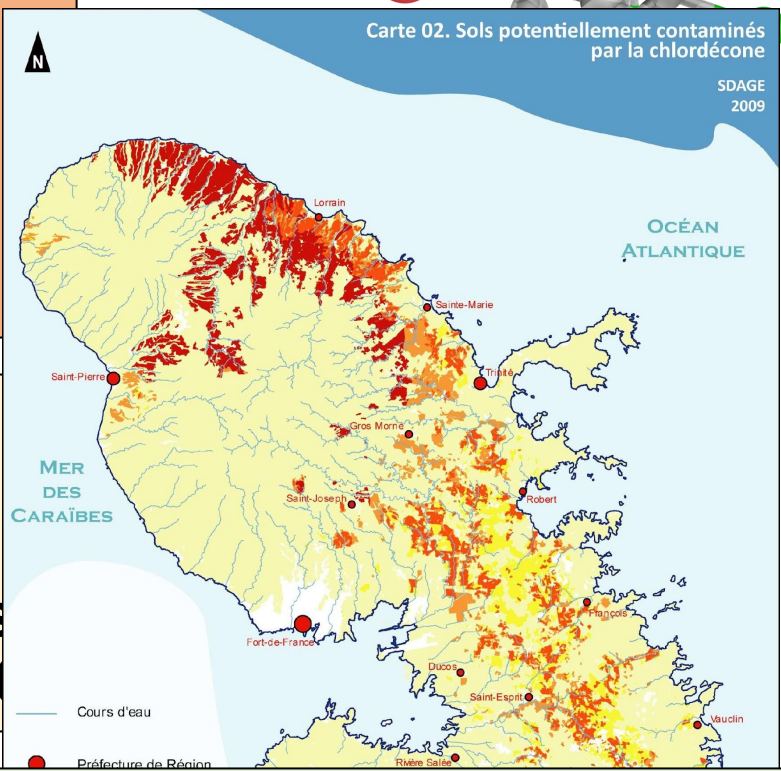 Carte 02. Sols potentiellement contaminés
par la chlordécone
SDAGE
2009
N
Lorrain
OCÉAN
ATLANTIQUE
Sainte-Marie
Saint-Pierre
Trinité
Gros Morne
MER
DES
CARAÏBES
Saint-Joseph
Robert
François
Fort-de-France
Ducos
Saint-Esprit
Cours d'eau
Vauclin
Rivière Salée
Préfecture de Région